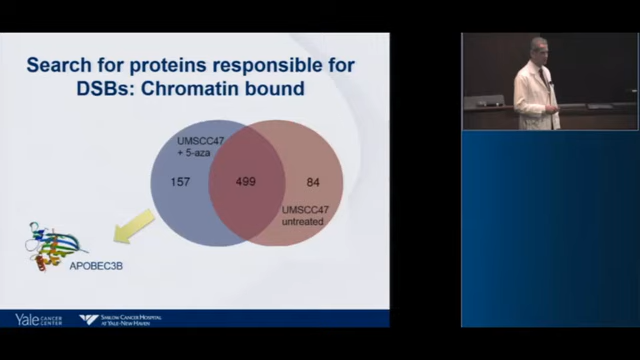 Search for proteins responsible for
DSBs: Chromatin bound
UMSCC47
+ 5-aza
157
499
84
UMSCC47
untreated
APOBEC3B
Yale CANCER CENTER
SMILOW CANCER HOSPITAL
AT YALE-NEW HAVEN